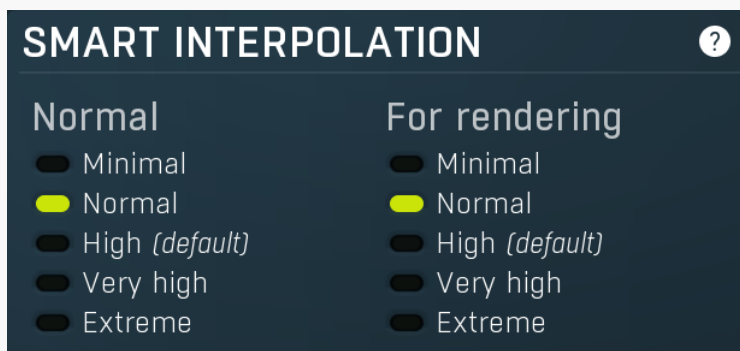 SMART INTERPOLATION ?
Normal
Minimal
Normal
High (default)
Very high
Extreme
For rendering
Minimal
Normal
High (default)
Very high
Extreme